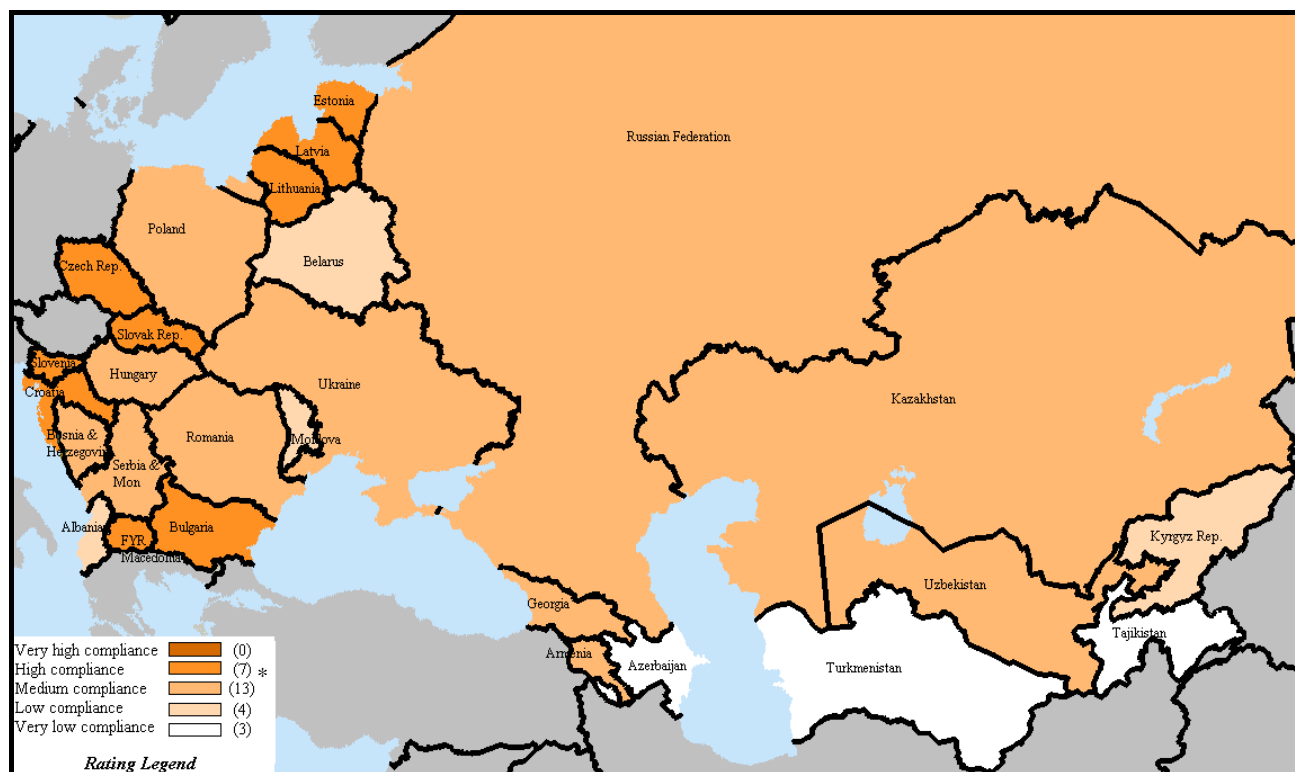 Estonia
Russian Federation
Latvia
Lithuania
Poland
Belarus
Czech Rep.
Slovak Rep.
Slovenia
Hungary
Ukraine
Croatia
Kazakhstan
Bosnia &
Herzegovin
Romania
Moldova
Serbia &
Mon
Albania
FYR
Macedonia
Bulgaria
Kyrgyz Rep.
Uzbekistan
Georgia
Tajikistan
Armenia
Azerbaijan
Turkmenistan
Very high compliance (0)
High compliance (7) *
Medium compliance (13)
Low compliance (4)
Very low compliance (3)
Rating Legend